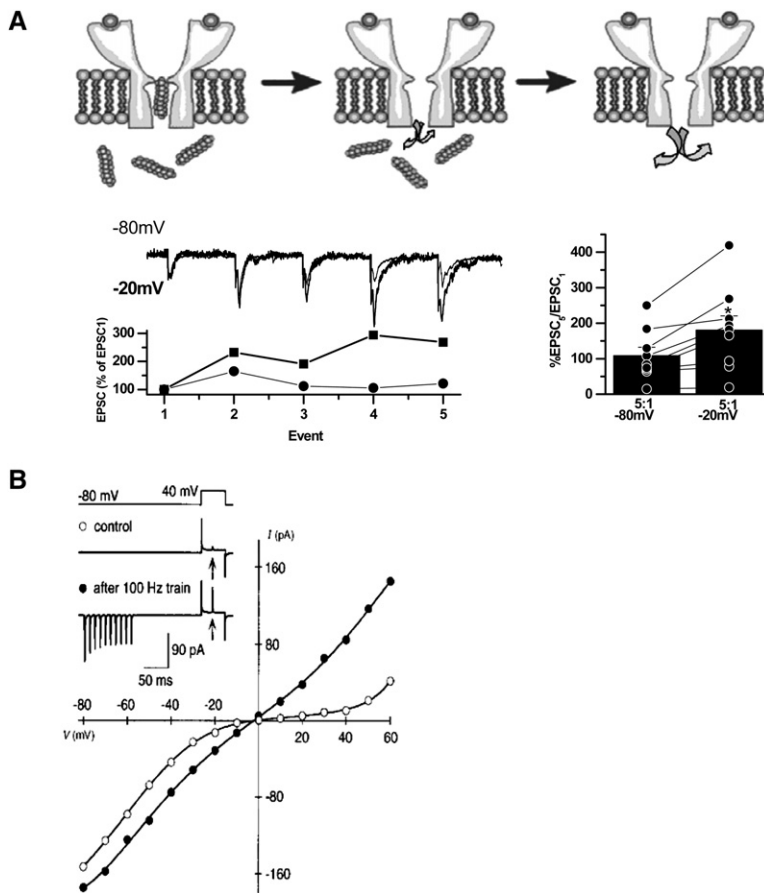 A
-80mV
-20mV
EPSC (% of EPSC1)
300
200
100
1 2 3 4 5
Event
%EPSC5/EPSC1
400
300
200
100
0
*
5:1 5:1
-80mV -20mV
B
-80 mV 40 mV
control
after 100 Hz train
90 pA
50 ms
I (pA)
160
80
-80
-160
-80 -60 -40 -20 20 40 60
V (mV)